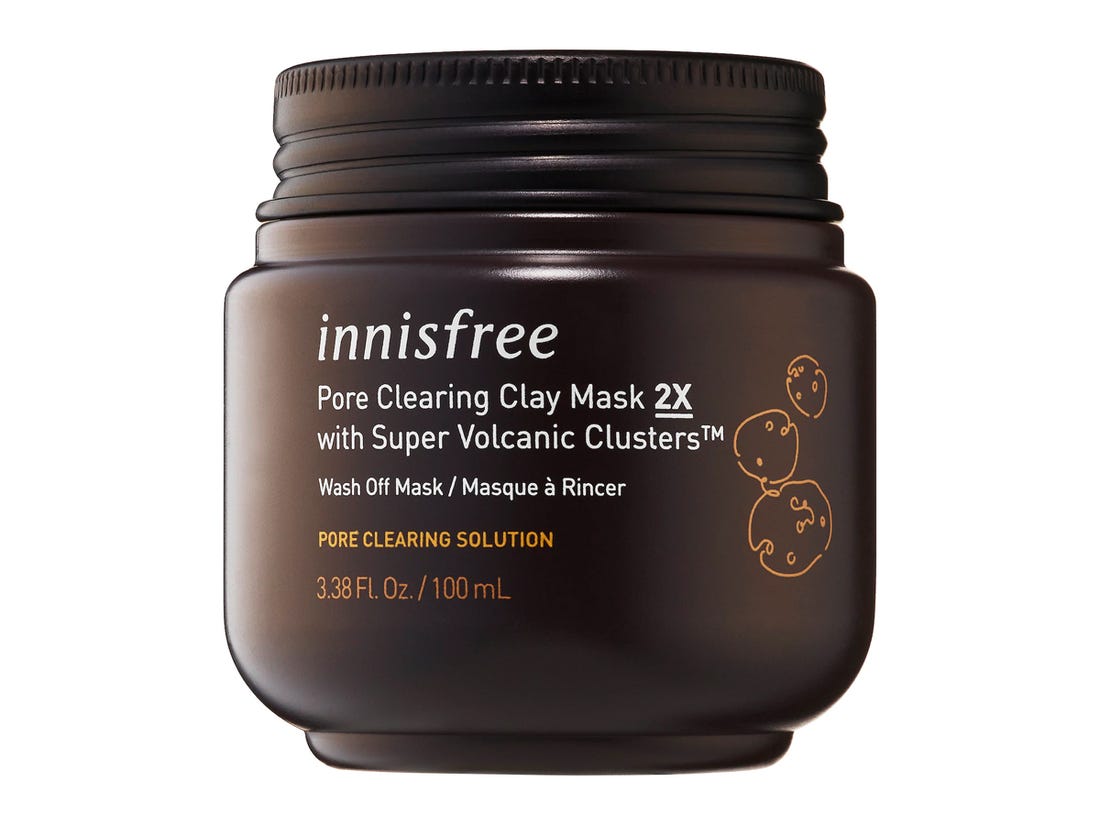 innisfree
Pore Clearing Clay Mask 2X
with Super Volcanic Clusters™
Wash Off Mask / Masque à Rincer
PORE CLEARING SOLUTION
3.38 Fl. Oz. / 100 mL